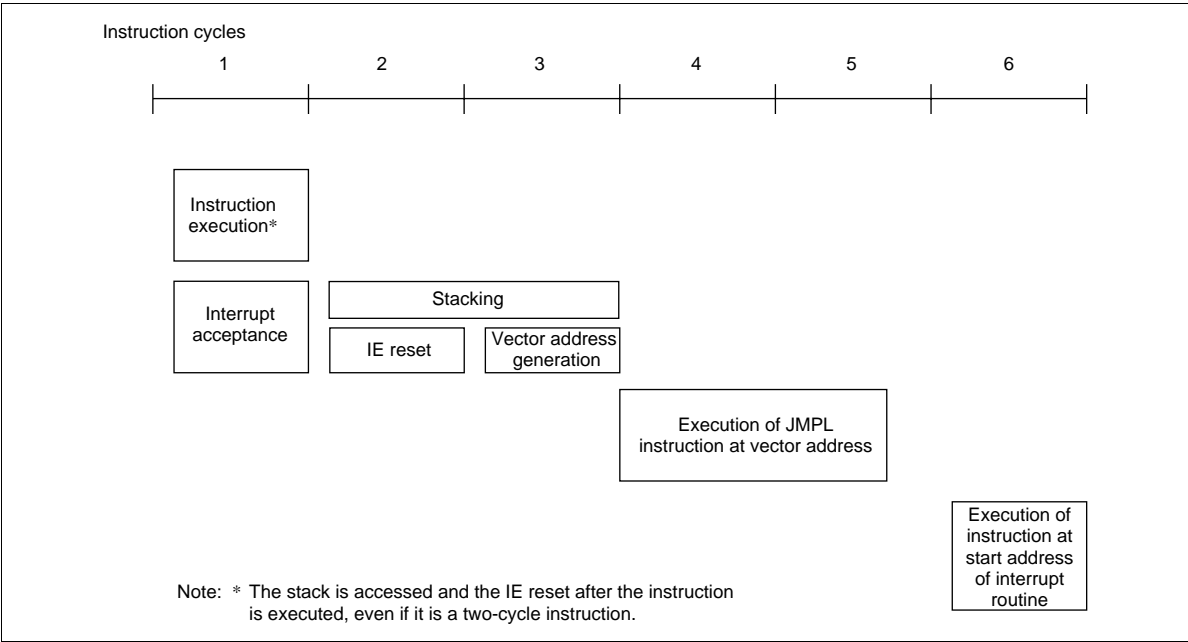 Instruction cycles
1 2 3 4 5 6
Instruction
execution*
Interrupt
acceptance
Stacking
IE reset
Vector address
generation
Execution of JMPL
instruction at vector address
Execution of
instruction at
start address
of interrupt
routine
Note: * The stack is accessed and the IE reset after the instruction
is executed, even if it is a two-cycle instruction.